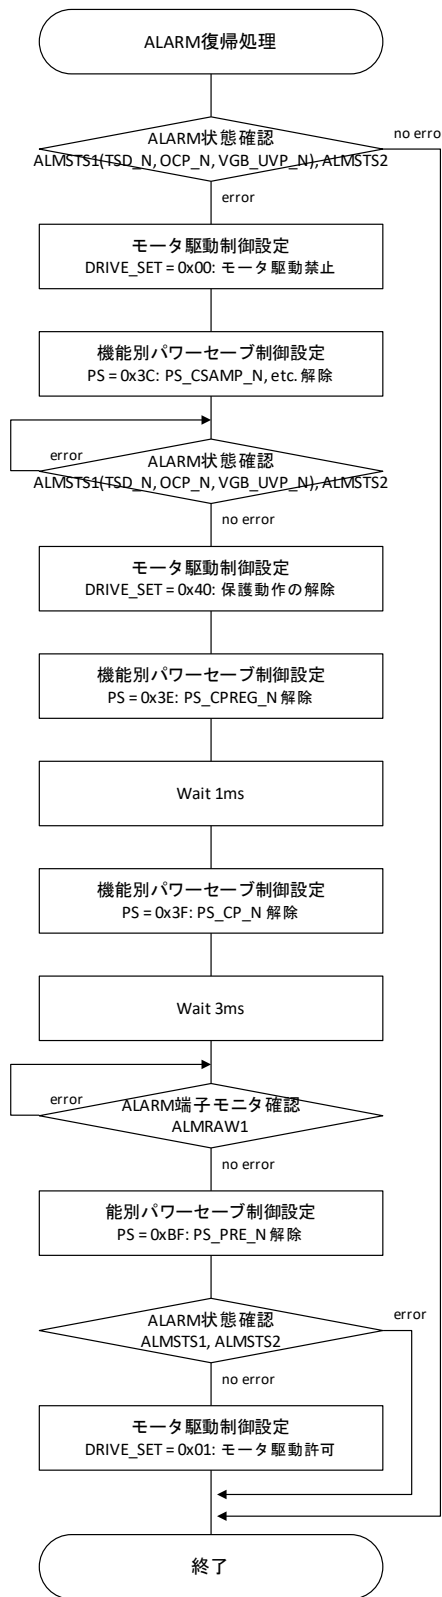 ALARM復帰処理
ALARM状態確認
ALMSTS1(TSD_N, OCP_N, VGB_UVP_N), ALMSTS2
no erro
error
モータ駆動制御設定
DRIVE_SET = 0x00: モータ駆動禁止
機能別パワーセーブ制御設定
PS = 0x3C: PS_CSAMP_N, etc. 解除
error
ALARM状態確認
ALMSTS1(TSD_N, OCP_N, VGB_UVP_N), ALMSTS2
no error
モータ駆動制御設定
DRIVE_SET = 0x40: 保護動作の解除
機能別パワーセーブ制御設定
PS = 0x3E: PS_CPREG_N 解除
Wait 1ms
機能別パワーセーブ制御設定
PS = 0x3F: PS_CP_N 解除
Wait 3ms
error
ALARM端子モニタ確認
ALMRAW1
no error
能別パワーセーブ制御設定
PS = 0xBF: PS_PRE_N 解除
ALARM状態確認
ALMSTS1, ALMSTS2
error
no error
モータ駆動制御設定
DRIVE_SET = 0x01: モータ駆動許可
終了